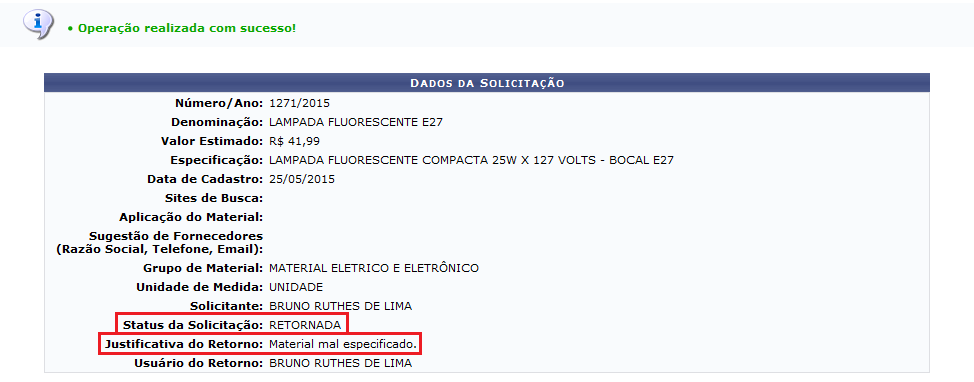 • Operação realizada com sucesso!
DADOS DA SOLICITAÇÃO
Número/Ano: 1271/2015
Denominação: LAMPADA FLUORESCENTE E27
Valor Estimado: R$ 41,99
Especificação: LAMPADA FLUORESCENTE COMPACTA 25W X 127 VOLTS - BOCAL E27
Data de Cadastro: 25/05/2015
Sites de Busca:
Aplicação do Material:
Sugestão de Fornecedores
(Razão Social, Telefone, Email):
Grupo de Material: MATERIAL ELETRICO E ELETRÔNICO
Unidade de Medida: UNIDADE
Solicitante: BRUNO RUTHES DE LIMA
Status da Solicitação: RETORNADA
Justificativa do Retorno: Material mal especificado.
Usuário do Retorno: BRUNO RUTHES DE LIMA